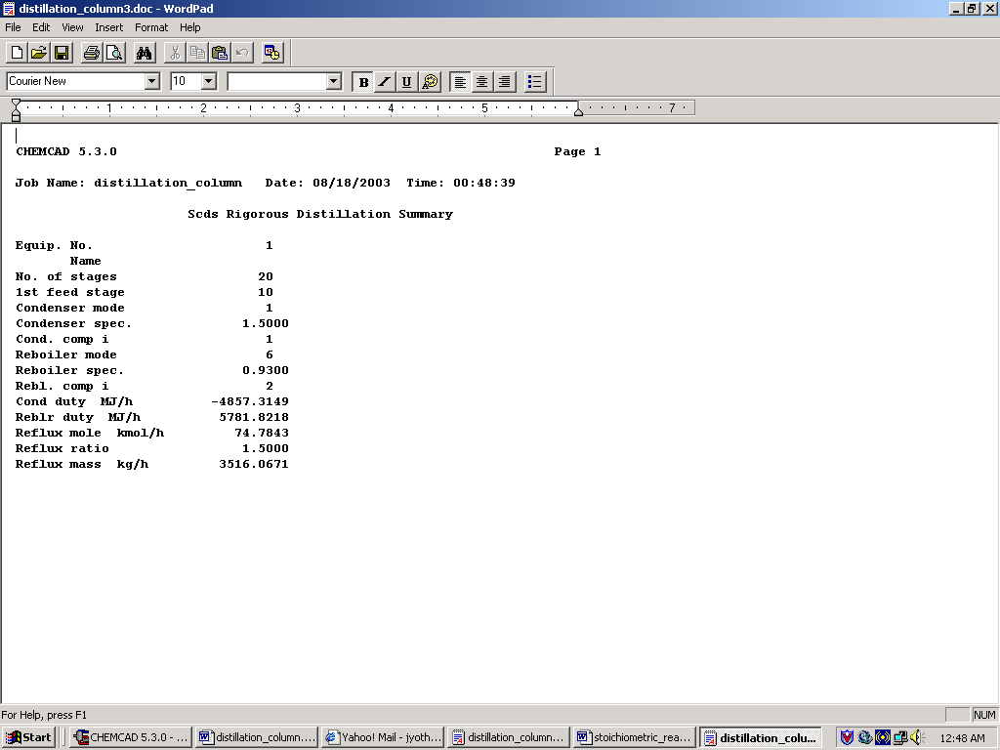 distillation_column3.doc - WordPad
File Edit View Insert Format Help
Courier New 10 B I U
1 2 3 4 5 7
CHEMCAD 5.3.0 Page 1
Job Name: distillation_column Date: 08/18/2003 Time: 00:48:39
Scds Rigorous Distillation Summary
Equip. No. 1
Name
No. of stages 20
1st feed stage 10
Condenser mode 1
Condenser spec. 1.5000
Cond. comp i 1
Reboiler mode 6
Reboiler spec. 0.9300
Rebl. comp i 2
Cond duty MJ/h -4857.3149
Reblr duty MJ/h 5781.8218
Reflux mole kmol/h 74.7843
Reflux ratio 1.5000
Reflux mass kg/h 3516.0671
For Help, press F1 NUM
Start CHEMCAD 5.3.0 - ... distillation_column.... Yahoo! Mail - jyoth... distillation_column... stoichiometric_rea... distillation_colu... 12:48 AM